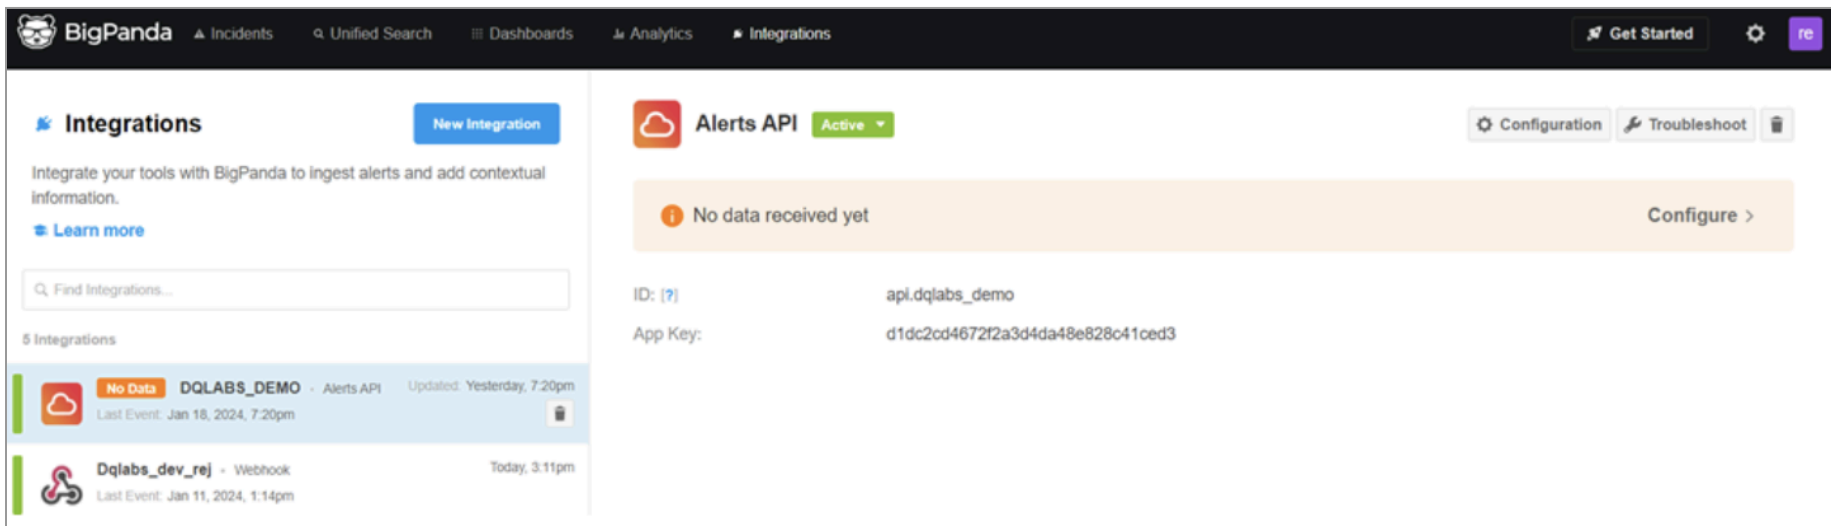 BigPanda Incidents Unified Search Dashboards Analytics Integrations Get Started re
Integrations New Integration
Integrate your tools with BigPanda to ingest alerts and add contextual
information.
Learn more
Find Integrations...
5 Integrations
No Data DQLABS_DEMO - Alerts API Updated: Yesterday, 7:20pm
Last Event: Jan 18, 2024, 7:20pm
Dqlabs_dev_rej - Webhook Today, 3:11pm
Last Event: Jan 11, 2024, 1:14pm
Alerts API Active Configuration Troubleshoot
No data received yet Configure >
ID: [?] api.dqlabs_demo
App Key: d1dc2cd4672f2a3d4da48e828c41ced3